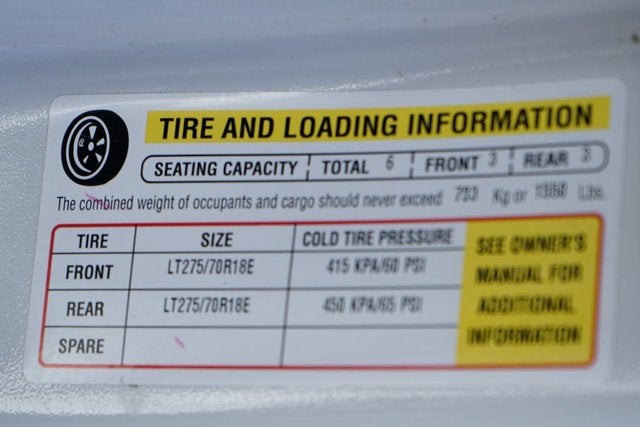 TIRE AND LOADING INFORMATION
SEATING CAPACITY TOTAL 6 FRONT 3 REAR 3
The combined weight of occupants and cargo should never exceed Kg or Lbs.
TIRE SIZE COLD TIRE PRESSURE SEE OWNER'S
FRONT LT275/70R18E 415 KPA/60 PSI MANUAL FOR
REAR LT275/70R18E 450 KPA/65 PSI ADDITIONAL
SPARE INFORMATION